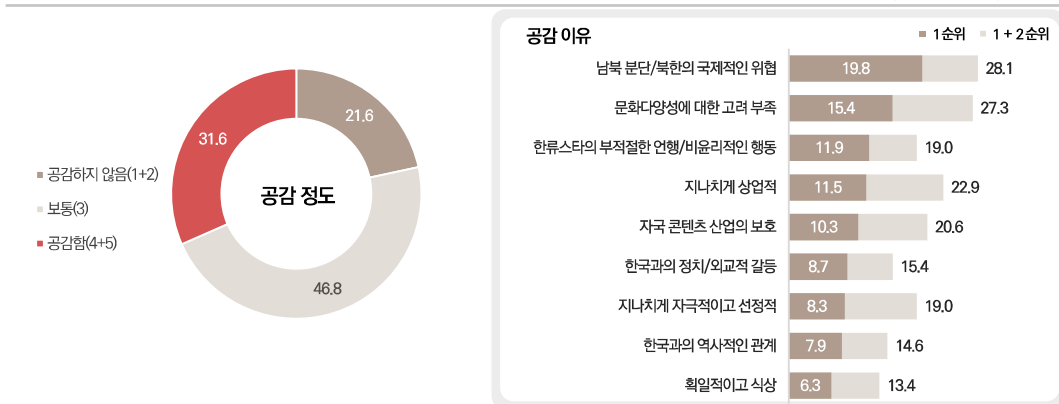 31.6
21.6
공감하지 않음(1+2)
보통(3)
공감함(4+5)
공감 정도
46.8
공감 이유
1순위 1+2순위
남북 분단/북한의 국제적인 위협 19.8 28.1
문화다양성에 대한 고려 부족 15.4 27.3
한류스타의 부적절한 언행/비윤리적인 행동 11.9 19.0
지나치게 상업적 11.5 22.9
자국 콘텐츠 산업의 보호 10.3 20.6
한국과의 정치/외교적 갈등 8.7 15.4
지나치게 자극적이고 선정적 8.3 19.0
한국과의 역사적인 관계 7.9 14.6
획일적이고 식상 6.3 13.4